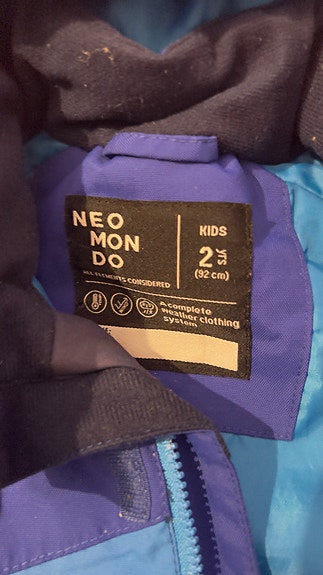 NEO
MON
DO
ALL ELEMENTS CONSIDERED
KIDS
2 YRS
(92 cm)
A complete
weather clothing
system